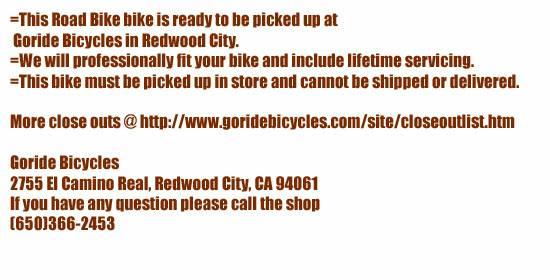 =This Road Bike bike is ready to be picked up at
Goride Bicycles in Redwood City.
=We will professionally fit your bike and include lifetime servicing.
=This bike must be picked up in store and cannot be shipped or delivered.
More close outs @ http://www.goridebicycles.com/site/closeoutlist.htm
Goride Bicycles
2755 El Camino Real, Redwood City, CA 94061
If you have any question please call the shop
(650)366-2453